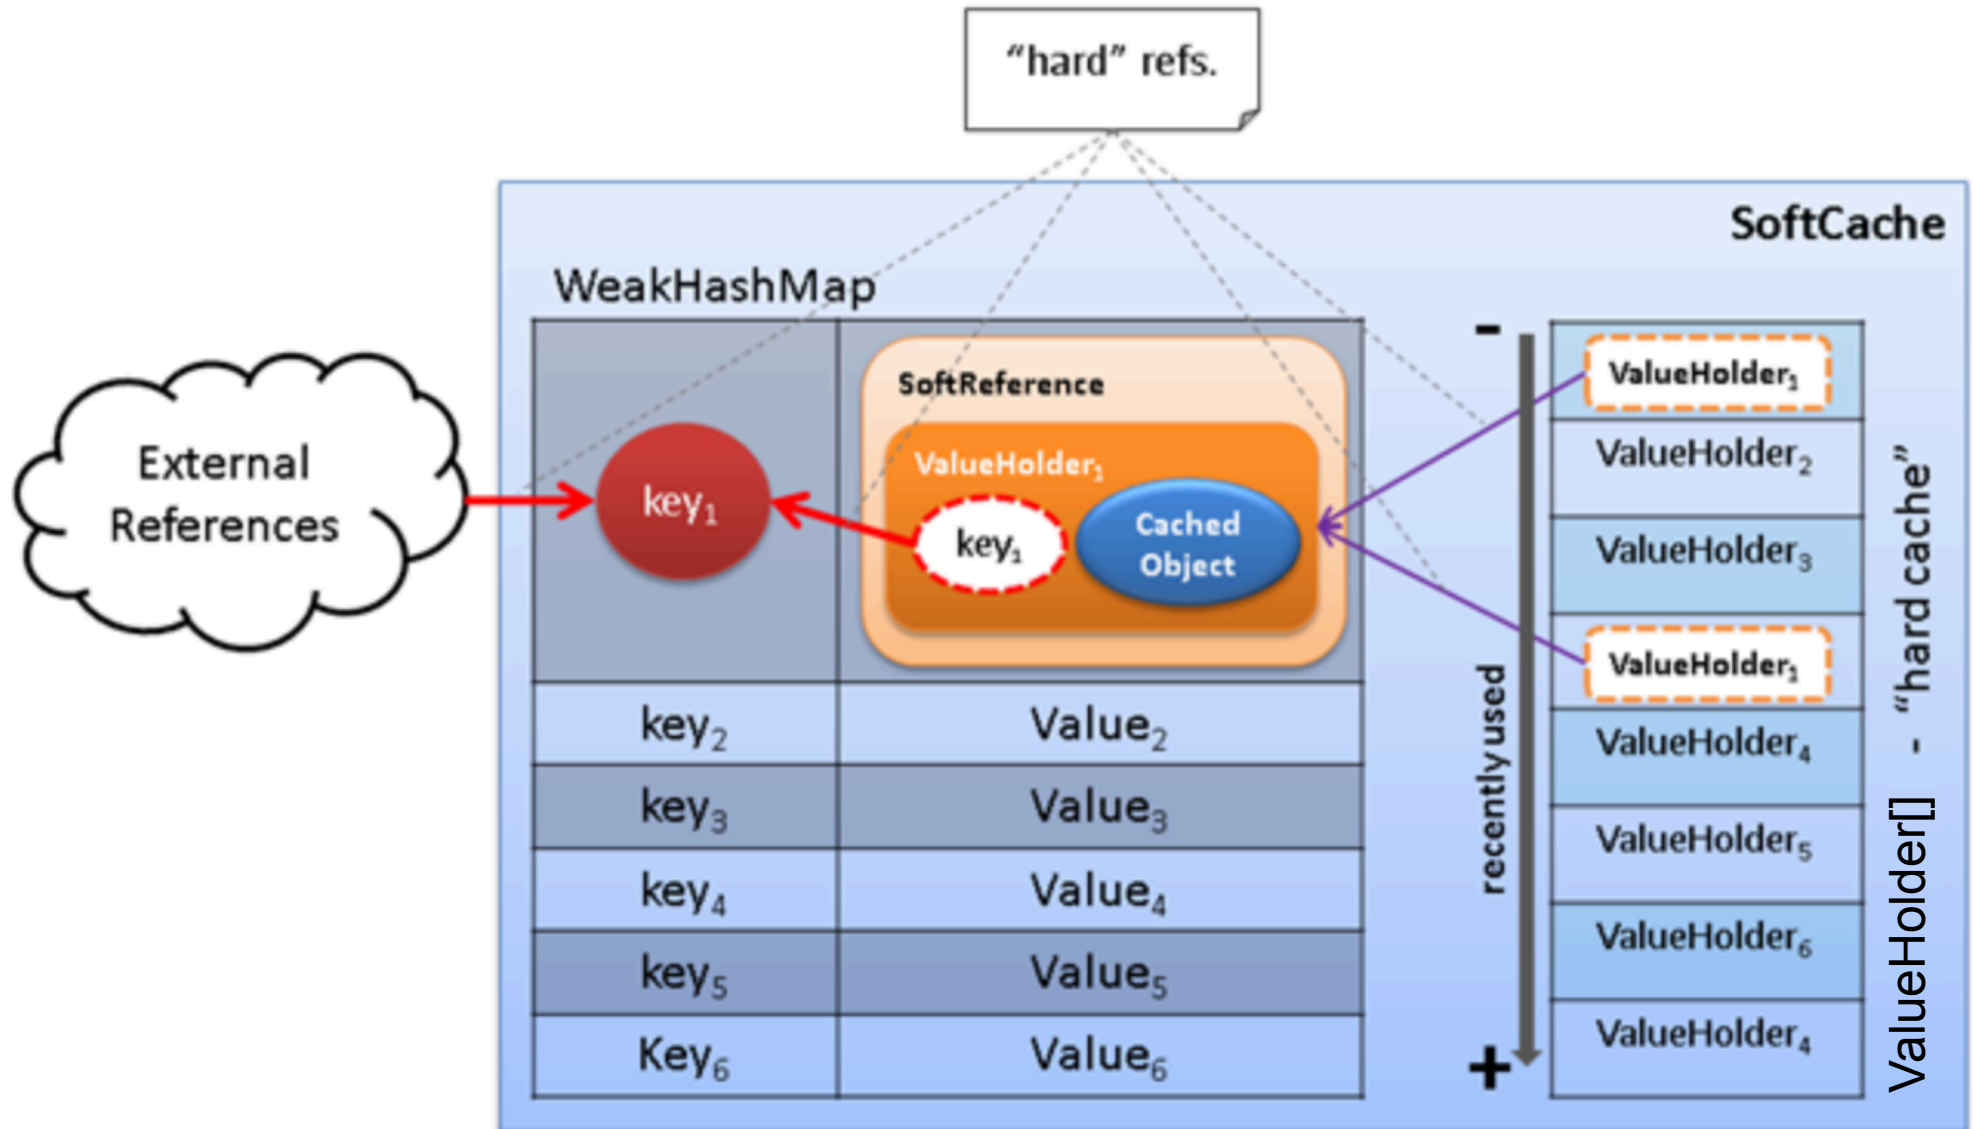 “hard” refs.
SoftCache
WeakHashMap
External
References
key₁
SoftReference
ValueHolder₁
key₁
Cached
Object
key₂ Value₂
key₃ Value₃
key₄ Value₄
key₅ Value₅
Key₆ Value₆
-
recently used
+
ValueHolder₁
ValueHolder₂
ValueHolder₃
ValueHolder₁
ValueHolder₄
ValueHolder₅
ValueHolder₆
ValueHolder₄
ValueHolder[] - “hard cache”